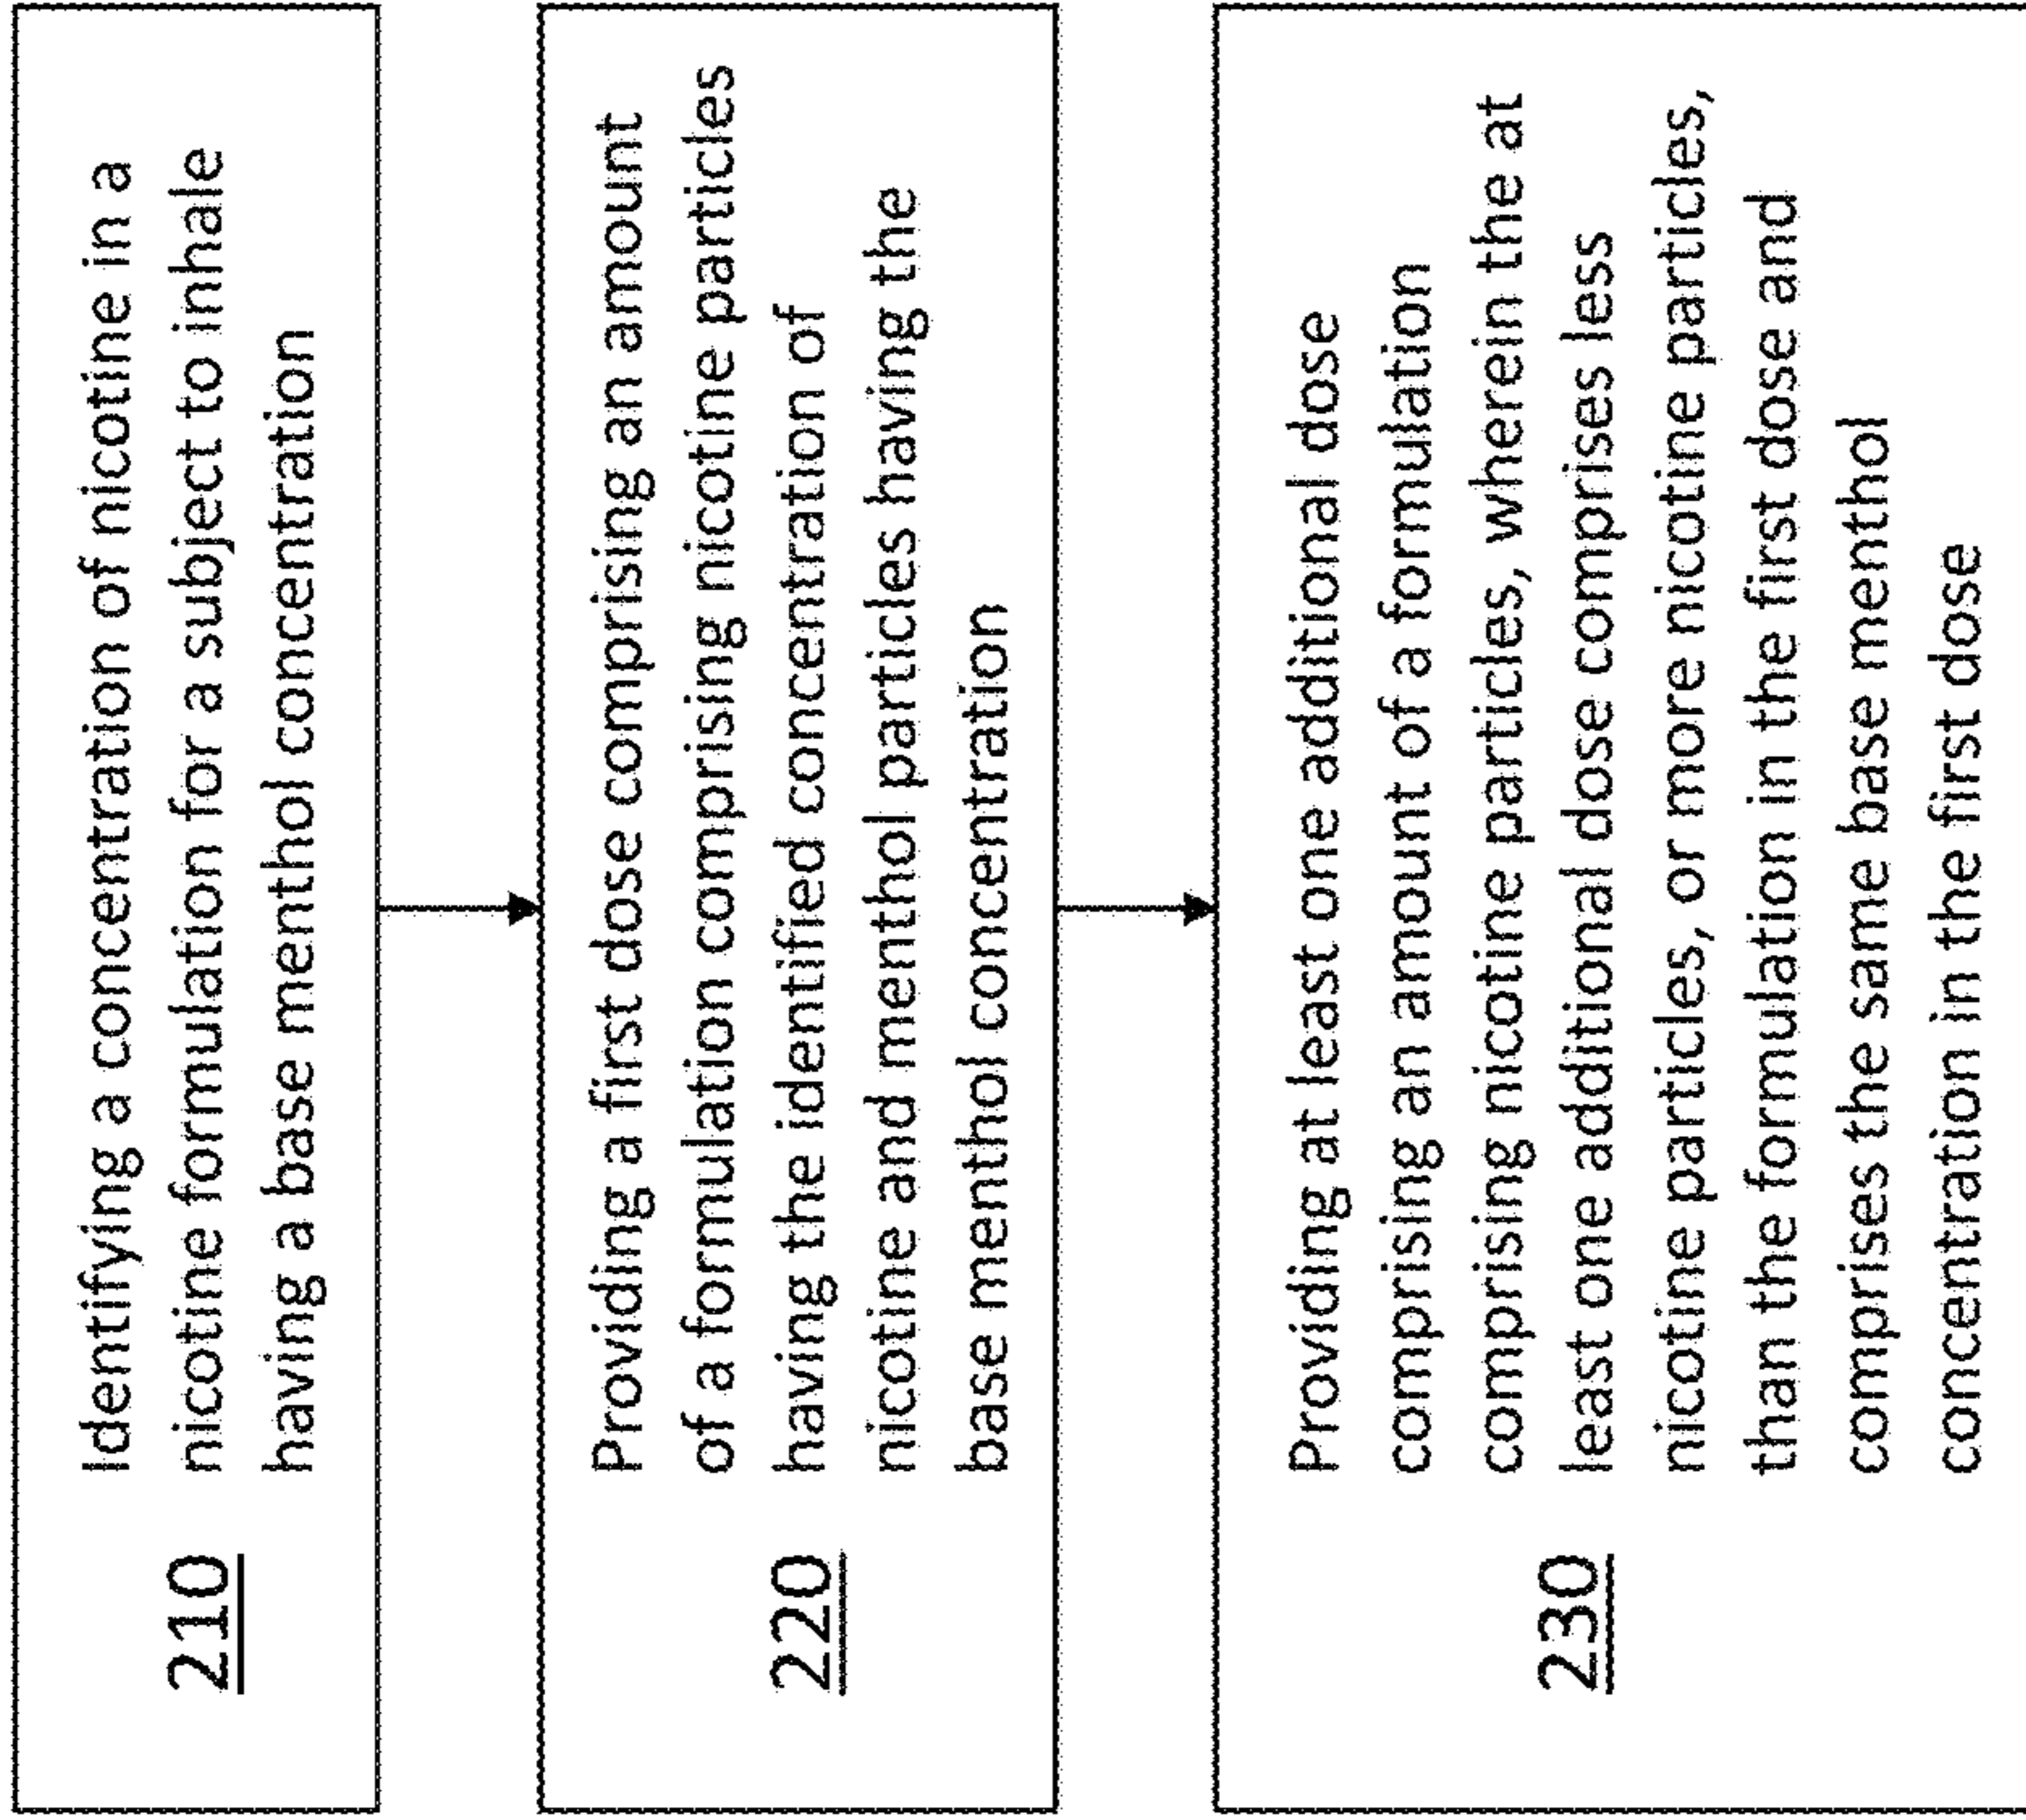 210
Identifying a concentration of nicotine in a
nicotine formulation for a subject to inhale
having a base menthol concentration
220
Providing a first dose comprising an amount
of a formulation comprising nicotine particles
having the identified concentration of
nicotine and menthol particles having the
base menthol concentration
230
Providing at least one additional dose
comprising an amount of a formulation
comprising nicotine particles, wherein the at
least one additional dose comprises less
nicotine particles, or more nicotine particles,
than the formulation in the first dose and
comprises the same base menthol
concentration in the first dose